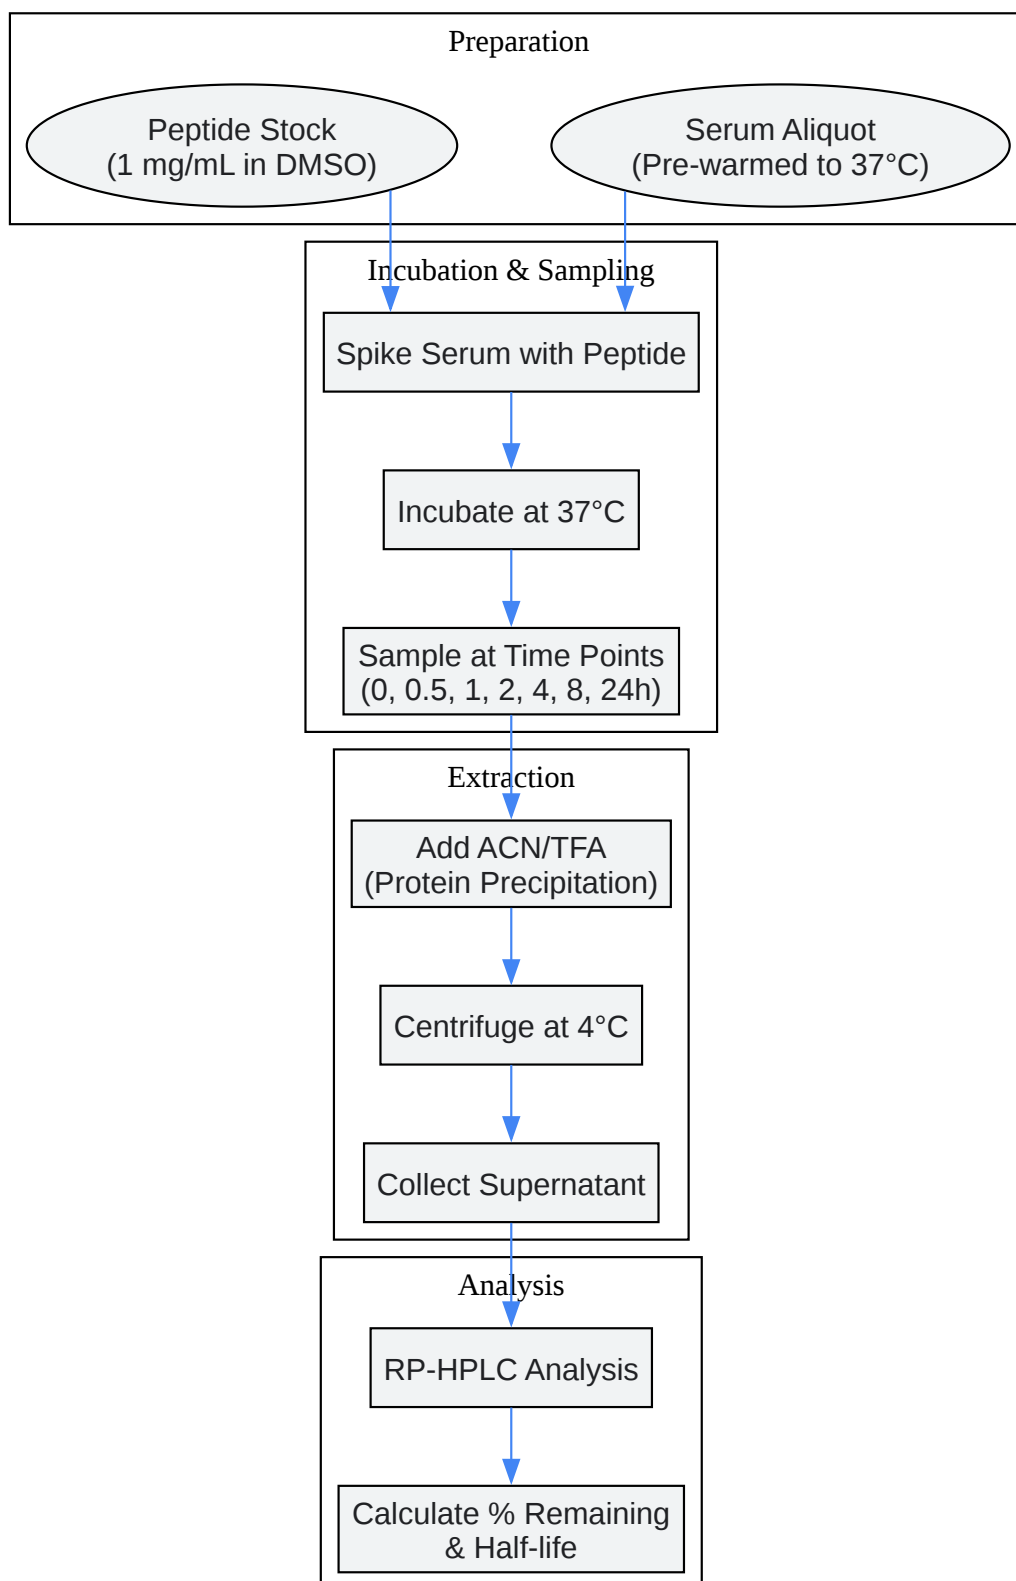 Preparation
Peptide Stock
(1 mg/mL in DMSO)
Serum Aliquot
(Pre-warmed to 37°C)
Incubation & Sampling
Spike Serum with Peptide
Incubate at 37°C
Sample at Time Points
(0, 0.5, 1, 2, 4, 8, 24h)
Extraction
Add ACN/TFA
(Protein Precipitation)
Centrifuge at 4°C
Collect Supernatant
Analysis
RP-HPLC Analysis
Calculate % Remaining
& Half-life